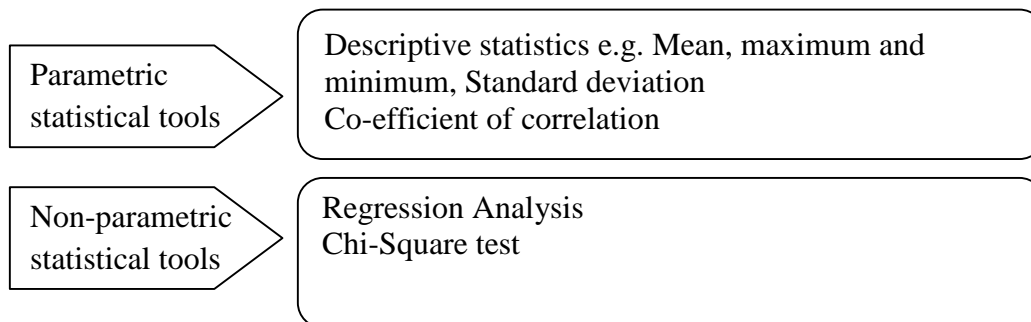 Parametric
statistical tools
Descriptive statistics e.g. Mean, maximum and
minimum, Standard deviation
Co-efficient of correlation
Non-parametric
statistical tools
Regression Analysis
Chi-Square test